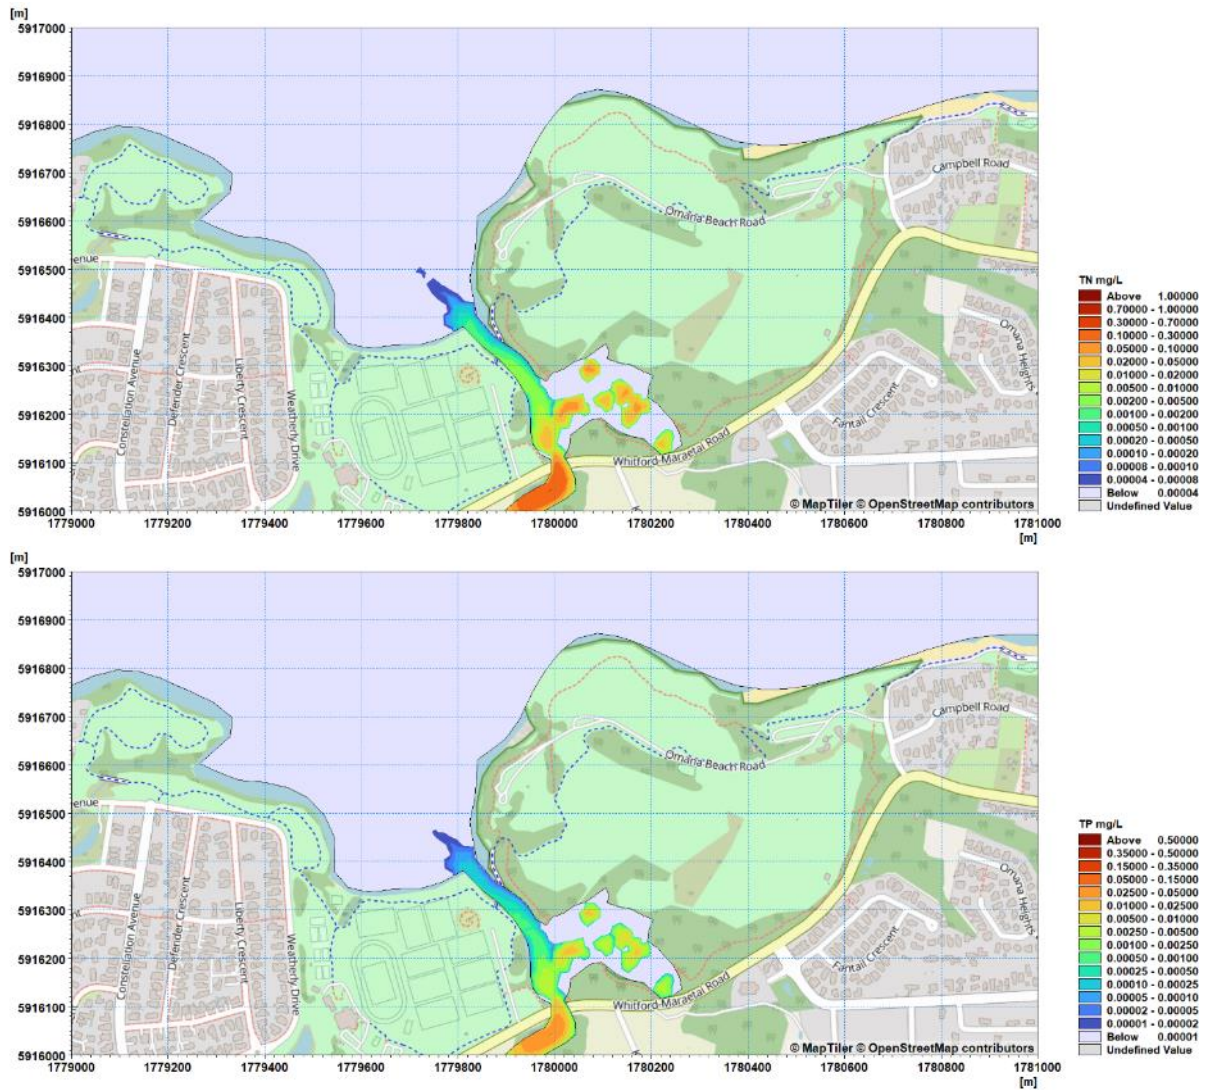 [m]
5917000
5916900
5916800
5916700
5916600
5916500
5916400
5916300
5916200
5916100
5916000
Campbell Road
Omana Beach Road
enue
Constellation Avenue
Defender Crescent
Liberty Crescent
Weatherly Drive
Omana Heights
Fantail Crescent
Whitford-Maraetai Road
© MapTiler © OpenStreetMap contributors
1779000 1779200 1779400 1779600 1779800 1780000 1780200 1780400 1780600 1780800 1781000
[m]
TN mg/L
Above 1.00000
0.70000 - 1.00000
0.30000 - 0.70000
0.10000 - 0.30000
0.05000 - 0.10000
0.02000 - 0.05000
0.01000 - 0.02000
0.00500 - 0.01000
0.00200 - 0.00500
0.00100 - 0.00200
0.00050 - 0.00100
0.00020 - 0.00050
0.00010 - 0.00020
0.00008 - 0.00010
0.00004 - 0.00008
Below 0.00004
Undefined Value
[m]
5917000
5916900
5916800
5916700
5916600
5916500
5916400
5916300
5916200
5916100
5916000
Campbell Road
Omana Beach Road
enue
Constellation Avenue
Defender Crescent
Liberty Crescent
Weatherly Drive
Omana Heights
Fantail Crescent
Whitford-Maraetai Road
© MapTiler © OpenStreetMap contributors
1779000 1779200 1779400 1779600 1779800 1780000 1780200 1780400 1780600 1780800 1781000
[m]
TP mg/L
Above 0.50000
0.35000 - 0.50000
0.15000 - 0.35000
0.05000 - 0.15000
0.02500 - 0.05000
0.01000 - 0.02500
0.00500 - 0.01000
0.00250 - 0.00500
0.00100 - 0.00250
0.00050 - 0.00100
0.00025 - 0.00050
0.00010 - 0.00025
0.00005 - 0.00010
0.00002 - 0.00005
0.00001 - 0.00002
Below 0.00001
Undefined Value